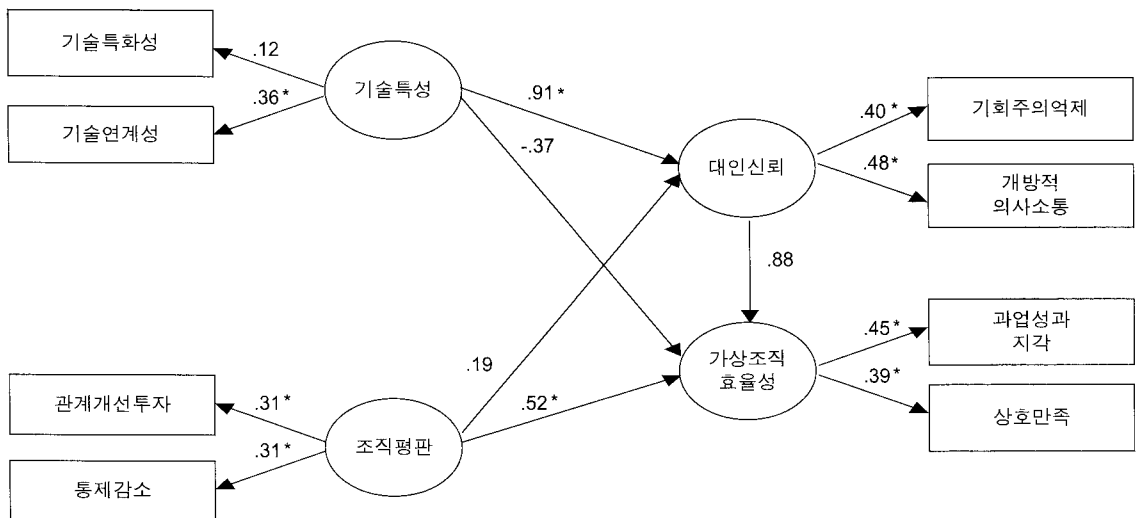 기술특화성
.12
기술특성
.36*
기술연계성
.91*
-.37
대인신뢰
.40*
기회주의억제
.48*
개방적
의사소통
.88
.19
.52*
가상조직
효율성
.45*
과업성과
지각
.39*
상호만족
관계개선투자
.31*
조직평판
.31*
통제감소